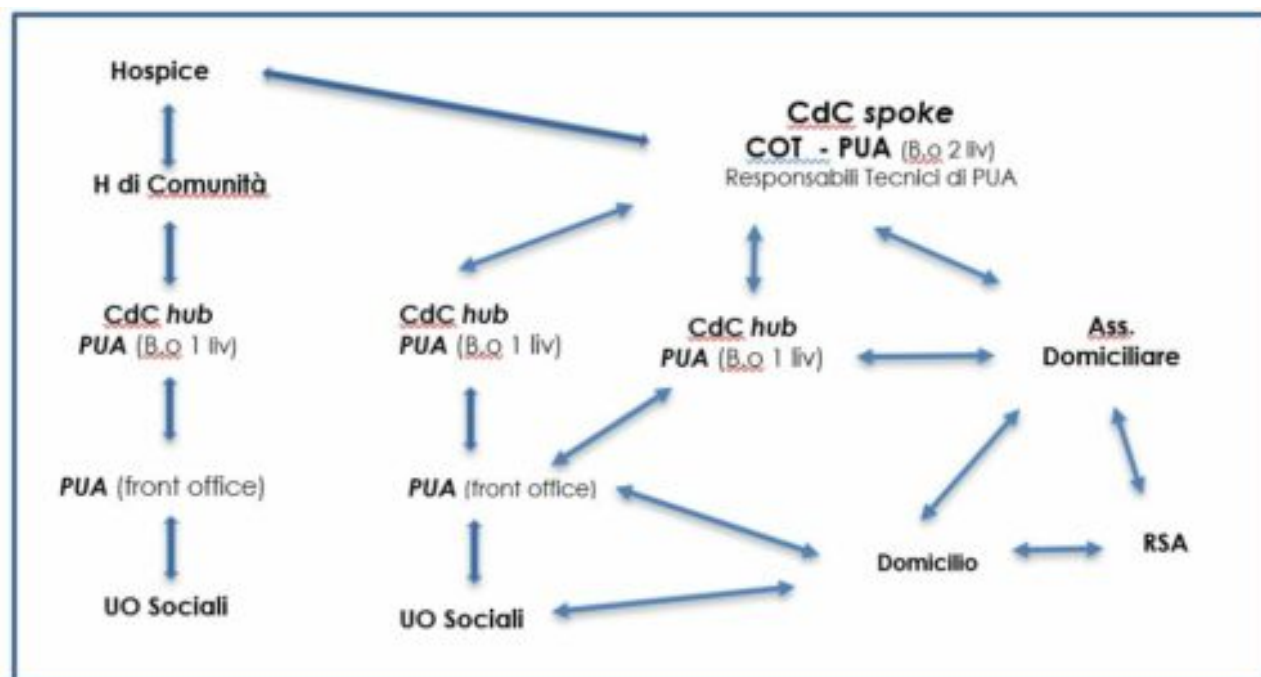 Hospice
CdC spoke
COT - PUA (B.o 2 liv)
Responsabili Tecnici di PUA
H di Comunità
CdC hub
PUA (B.o 1 liv)
CdC hub
PUA (B.o 1 liv)
CdC hub
PUA (B.o 1 liv)
Ass.
Domiciliare
PUA (front office)
PUA (front office)
Domicilio
RSA
UO Sociali
UO Sociali